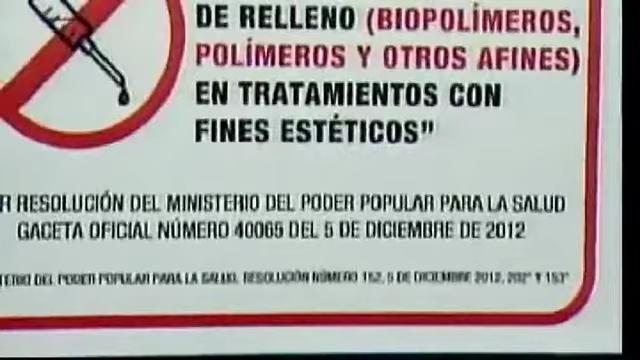 DE RELLENO (BIOPOLÍMEROS,
POLÍMEROS Y OTROS AFINES)
EN TRATAMIENTOS CON
FINES ESTÉTICOS"
R RESOLUCIÓN DEL MINISTERIO DEL PODER POPULAR PARA LA SALUD
GACETA OFICIAL NÚMERO 40065 DEL 5 DE DICIEMBRE DE 2012
TERIO DEL PODER POPULAR PARA LA SALUD. RESOLUCIÓN NÚMERO 152, 5 DE DICIEMBRE 2012, 202° Y 153°